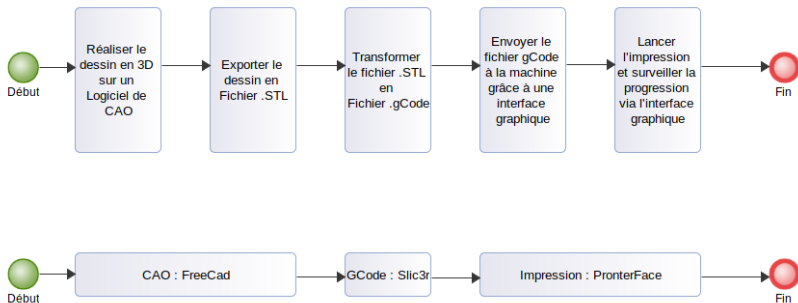 Début
Réaliser le
dessin en 3D
sur un
Logiciel de
CAO
Exporter le
dessin en
Fichier .STL
Transformer
le fichier .STL
en
Fichier .gCode
Envoyer le
fichier gCode
à la machine
grâce à une
interface
graphique
Lancer
l'impression
et surveiller la
progression
via l'interface
graphique
Fin
Début
CAO : FreeCad
GCode : Slic3r
Impression : PronterFace
Fin